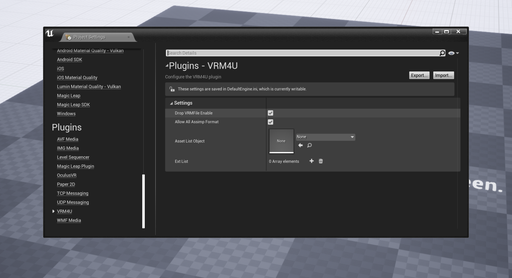 Project Settings
Android Material Quality - Vulkan
Android SDK
iOS
iOS Material Quality
Lumin Material Quality - Vulkan
Magic Leap
Magic Leap SDK
Windows
Plugins
AVF Media
IMG Media
Level Sequencer
Magic Leap Plugin
OculusVR
Paper 2D
TCP Messaging
UDP Messaging
VRM4U
WMF Media
Search Details
Plugins - VRM4U
Configure the VRM4U plugin
Export...
Import...
These settings are saved in DefaultEngine.ini, which is currently writable.
Settings
Drop VRMFile Enable
Allow All Assimp Format
Asset List Object
None
None
Ext List
0 Array elements
een.